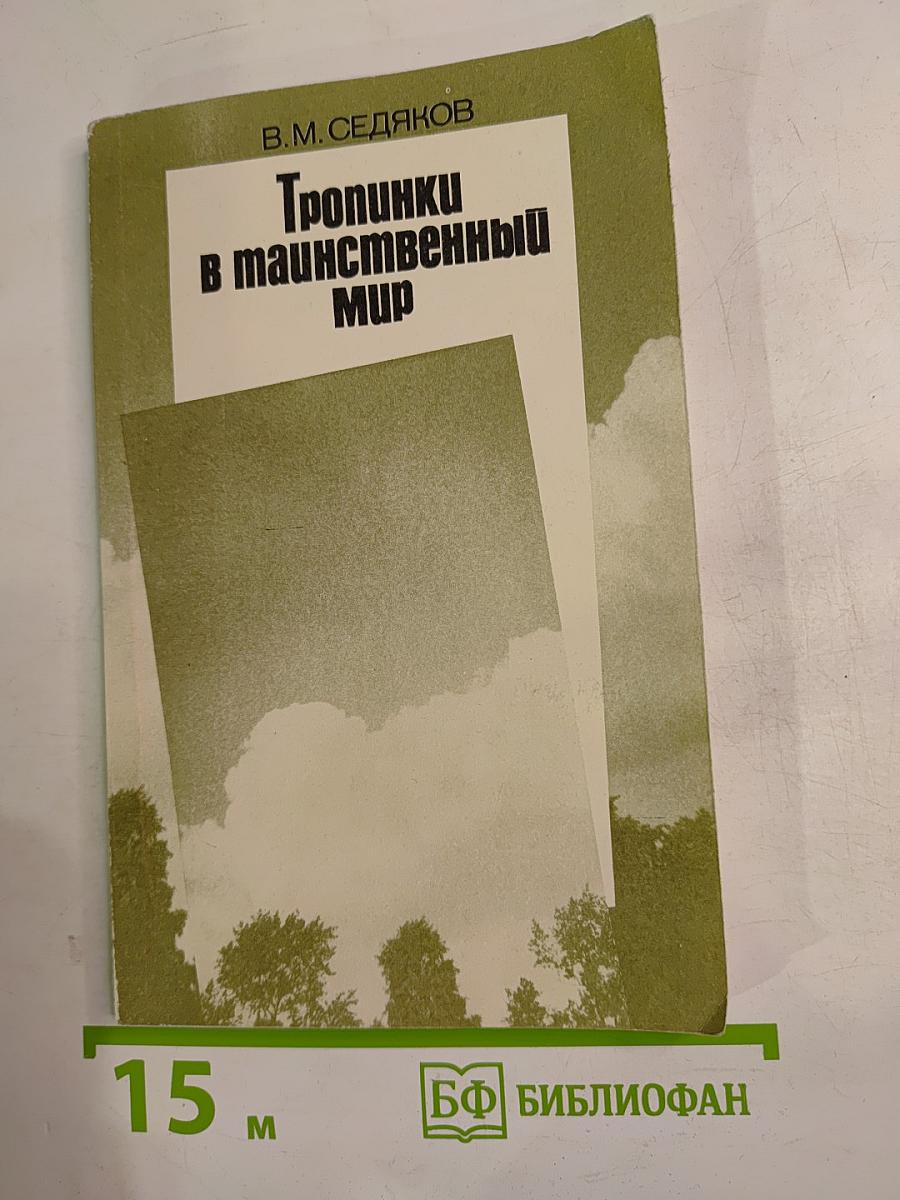 В.М. СЕДЯКОВ
Тропинки
в таинственный
мир
15 м
БФ БИБЛИОФАН